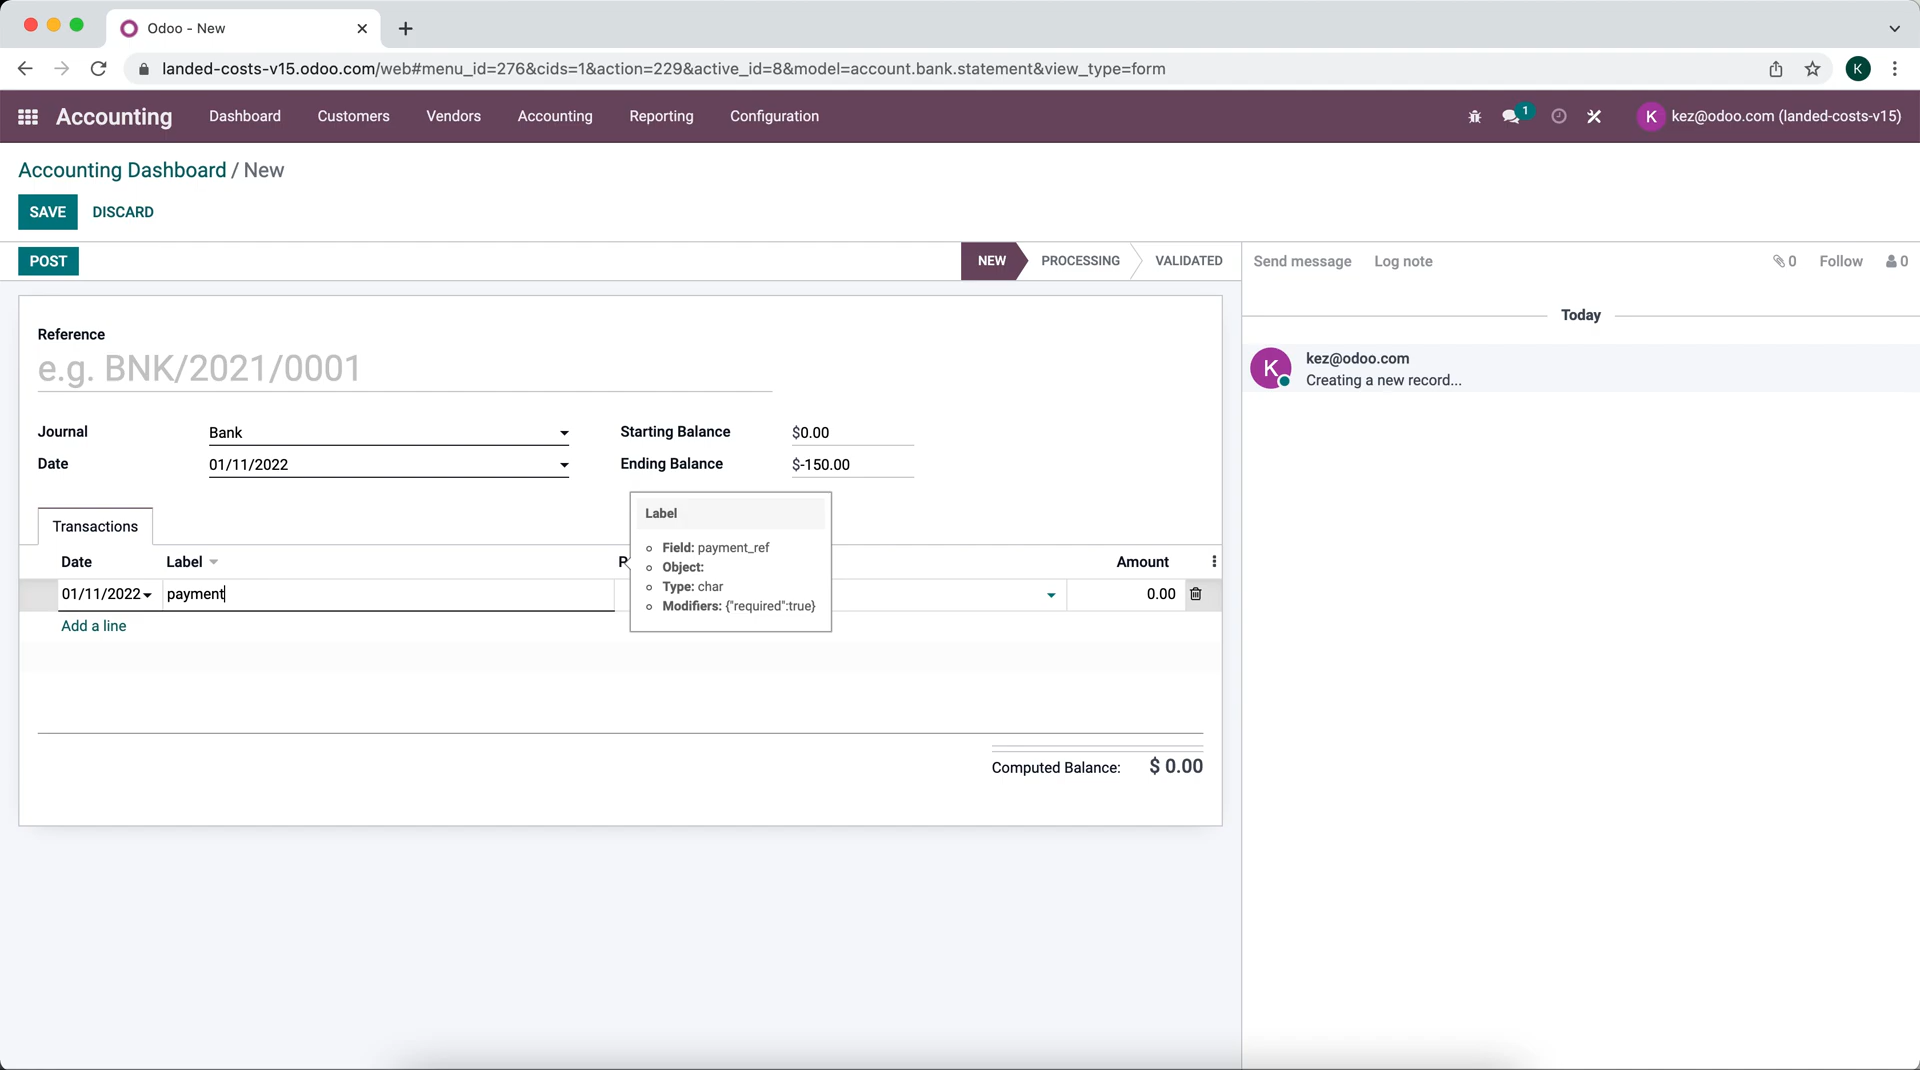 Odoo - New
landed-costs-v15.odoo.com/web#menu_id=276&cids=1&action=229&active_id=8&model=account.bank.statement&view_type=form
K
Accounting Dashboard Customers Vendors Accounting Reporting Configuration
1
K kez@odoo.com (landed-costs-v15)
Accounting Dashboard / New
SAVE DISCARD
POST
NEW PROCESSING VALIDATED
Send message Log note
0 Follow 0
Reference
e.g. BNK/2021/0001
Journal Bank
Starting Balance $0.00
Date 01/11/2022
Ending Balance $-150.00
Today
K kez@odoo.com
Creating a new record...
Transactions
Label
Field: payment_ref
Object:
Type: char
Modifiers: {"required":true}
Date Label Amount
01/11/2022 payment 0.00
Add a line
Computed Balance: $ 0.00